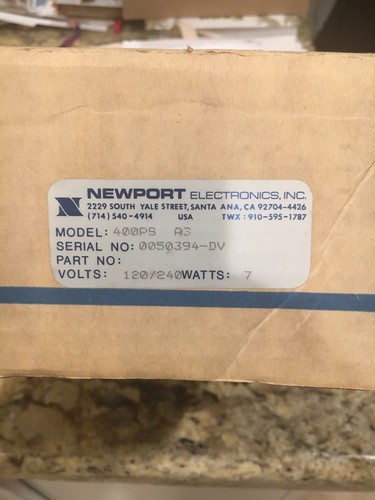 NEWPORT ELECTRONICS, INC.
2229 SOUTH YALE STREET, SANTA ANA, CA 92704-4426
(714) 540-4914 USA TWX: 910-595-1787
MODEL: 400PS A3
SERIAL NO: 0050394-DV
PART NO:
VOLTS: 120/240 WATTS: 7